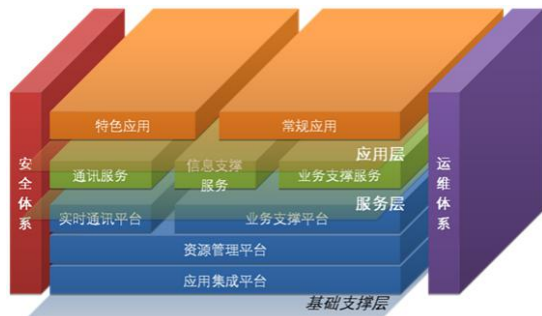 特色应用
常规应用
应用层
通讯服务
信息支撑
服务
业务支撑服务
服务层
实时通讯平台
业务支撑平台
资源管理平台
应用集成平台
基础支撑层
安全体系
运维体系